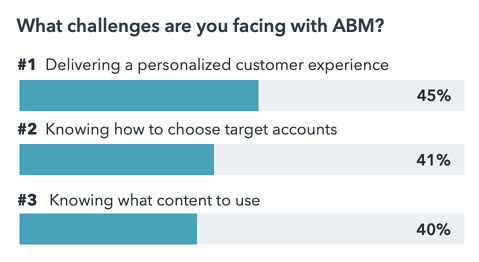 What challenges are you facing with ABM?
#1 Delivering a personalized customer experience
45%
#2 Knowing how to choose target accounts
41%
#3 Knowing what content to use
40%